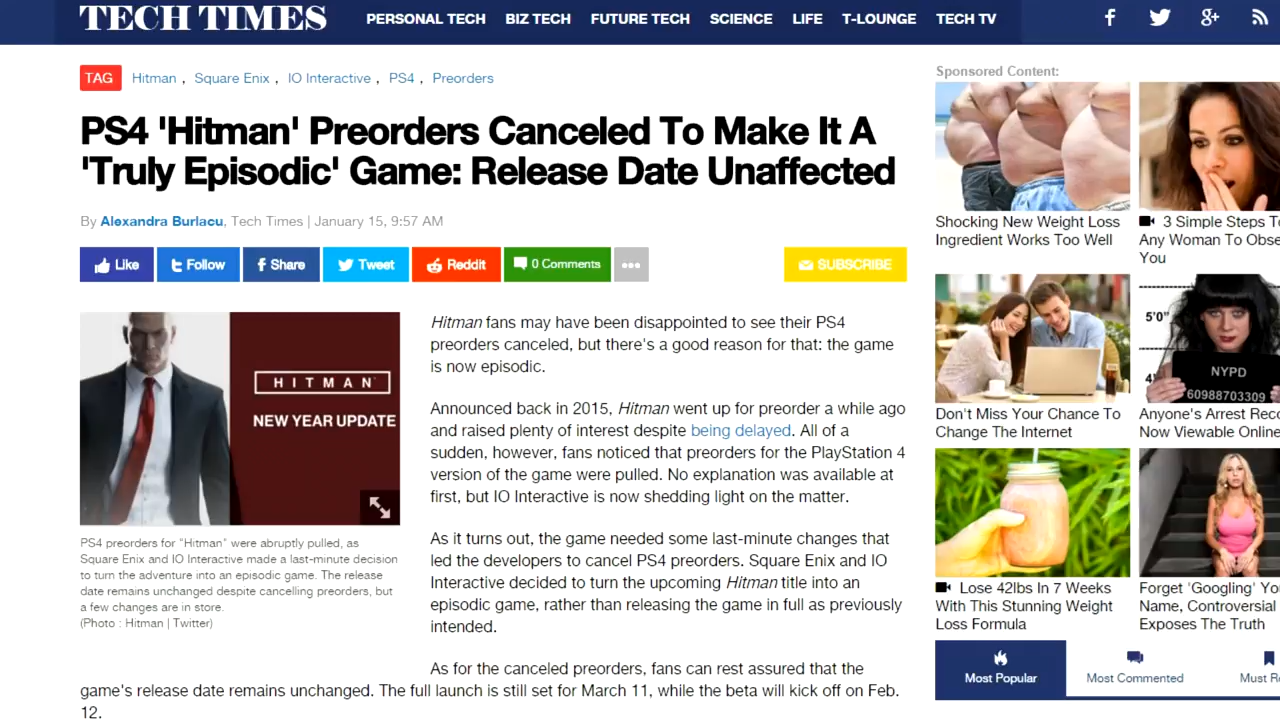 TECH TIMES
PERSONAL TECH BIZ TECH FUTURE TECH SCIENCE LIFE T-LOUNGE TECH TV
TAG Hitman , Square Enix , IO Interactive , PS4 , Preorders
PS4 'Hitman' Preorders Canceled To Make It A
'Truly Episodic' Game: Release Date Unaffected
By Alexandra Burlacu, Tech Times | January 15, 9:57 AM
Like Follow Share Tweet Reddit 0 Comments SUBSCRIBE
HITMAN
NEW YEAR UPDATE
PS4 preorders for "Hitman" were abruptly pulled, as
Square Enix and IO Interactive made a last-minute decision
to turn the adventure into an episodic game. The release
date remains unchanged despite cancelling preorders, but
a few changes are in store.
(Photo : Hitman | Twitter)
Hitman fans may have been disappointed to see their PS4
preorders canceled, but there's a good reason for that: the game
is now episodic.
Announced back in 2015, Hitman went up for preorder a while ago
and raised plenty of interest despite being delayed. All of a
sudden, however, fans noticed that preorders for the PlayStation 4
version of the game were pulled. No explanation was available at
first, but IO Interactive is now shedding light on the matter.
As it turns out, the game needed some last-minute changes that
led the developers to cancel PS4 preorders. Square Enix and IO
Interactive decided to turn the upcoming Hitman title into an
episodic game, rather than releasing the game in full as previously
intended.
As for the canceled preorders, fans can rest assured that the
game's release date remains unchanged. The full launch is still set for March 11, while the beta will kick off on Feb.
12.
Sponsored Content:
Shocking New Weight Loss
Ingredient Works Too Well
3 Simple Steps T
Any Woman To Obse
You
Don't Miss Your Chance To
Change The Internet
5'0"
4'
NYPD
60988703309
Anyone's Arrest Reco
Now Viewable Online
Lose 42lbs In 7 Weeks
With This Stunning Weight
Loss Formula
Forget 'Googling' Yo
Name, Controversial
Exposes The Truth
Most Popular Most Commented Must R